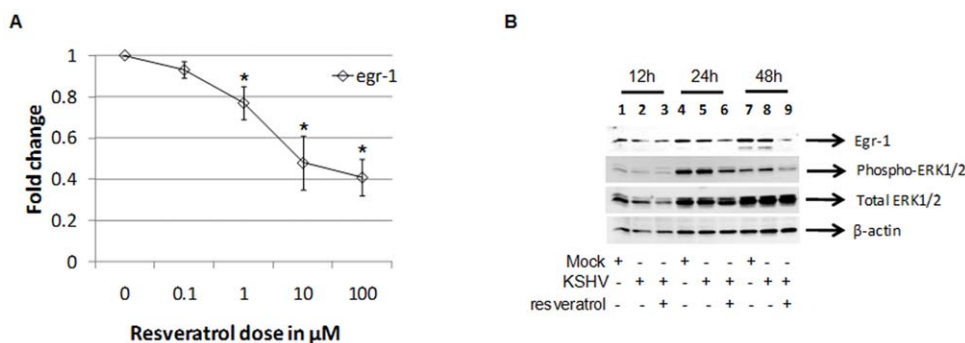 A
1
0.8
0.6
0.4
0.2
0
Fold change
* * *
egr-1
0 0.1 1 10 100
Resveratrol dose in μM
B
12h 24h 48h
1 2 3 4 5 6 7 8 9
Egr-1
Phospho-ERK1/2
Total ERK1/2
β-actin
Mock + - - + - - + - -
KSHV - + + - + + - + +
resveratrol - - + - - + - - +